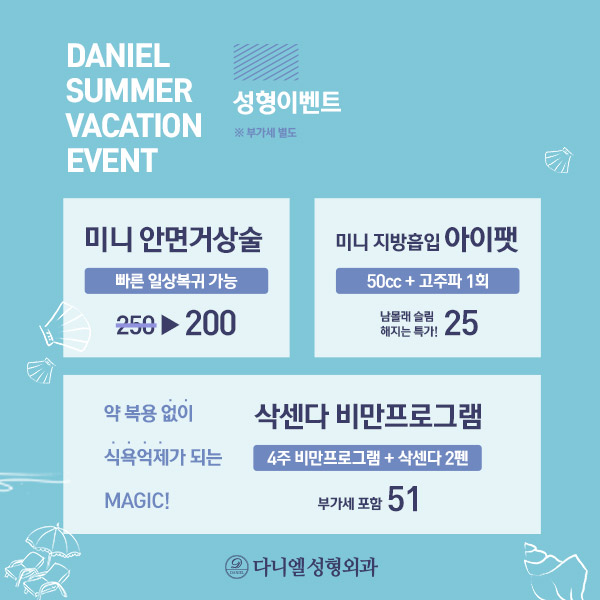 DANIEL
SUMMER
VACATION
EVENT
성형이벤트
※ 부가세 별도
미니 안면거상술
빠른 일상복귀 가능
250 ▶ 200
미니 지방흡입 아이팻
50cc + 고주파 1회
남몰래 슬림
해지는 특가! 25
약 복용 없이
식욕억제가 되는
MAGIC!
삭센다 비만프로그램
4주 비만프로그램 + 삭센다 2펜
부가세 포함 51
DANIEL
다니엘성형외과